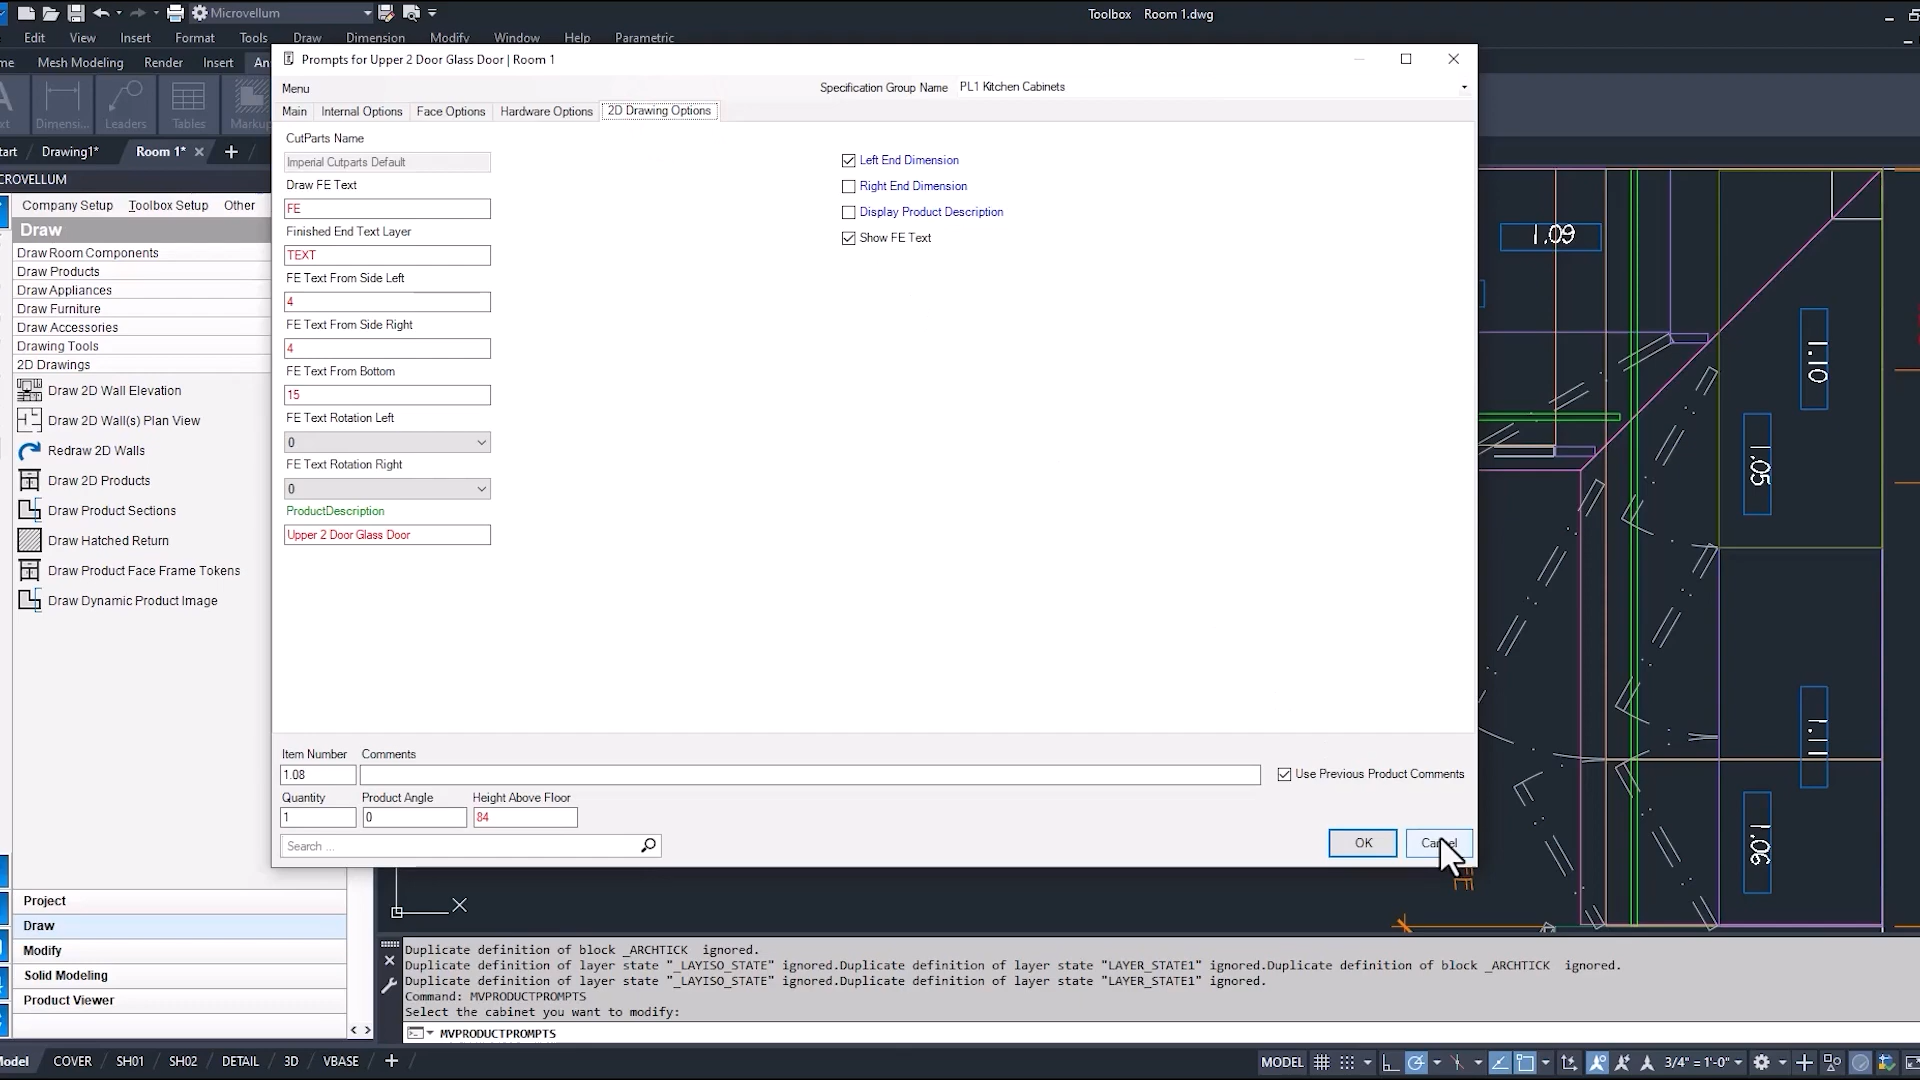 Microvellum
Toolbox Room 1.dwg
Edit View Insert Format Tools Draw Dimension Modify Window Help Parametric
Mesh Modeling Render Insert
Dimensi... Leaders Tables
Drawing1* Room 1*
Company Setup Toolbox Setup Other
Draw
Draw Room Components
Draw Products
Draw Appliances
Draw Furniture
Draw Accessories
Drawing Tools
2D Drawings
Draw 2D Wall Elevation
Draw 2D Wall(s) Plan View
Redraw 2D Walls
Draw 2D Products
Draw Product Sections
Draw Hatched Return
Draw Product Face Frame Tokens
Draw Dynamic Product Image
Project
Draw
Modify
Solid Modeling
Product Viewer
Prompts for Upper 2 Door Glass Door | Room 1
Menu
Specification Group Name PL1 Kitchen Cabinets
Main Internal Options Face Options Hardware Options 2D Drawing Options
CutParts Name
Imperial Cutparts Default
Draw FE Text
FE
Finished End Text Layer
TEXT
FE Text From Side Left
4
FE Text From Side Right
4
FE Text From Bottom
15
FE Text Rotation Left
0
FE Text Rotation Right
0
ProductDescription
Upper 2 Door Glass Door
Left End Dimension
Right End Dimension
Display Product Description
Show FE Text
Item Number Comments
1.08
Use Previous Product Comments
Quantity Product Angle Height Above Floor
1 0 84
Search ...
OK Cancel
1.09
1.10
1.05
1.11
1.06
Duplicate definition of block _ARCHTICK ignored.
Duplicate definition of layer state "_LAYISO_STATE" ignored.Duplicate definition of layer state "LAYER_STATE1" ignored.Duplicate definition of block _ARCHTICK ignored.
Duplicate definition of layer state "_LAYISO_STATE" ignored.Duplicate definition of layer state "LAYER_STATE1" ignored.
Command: MVPRODUCTPROMPTS
Select the cabinet you want to modify:
MVPRODUCTPROMPTS
COVER SH01 SH02 DETAIL 3D VBASE
MODEL 3/4" = 1'-0"